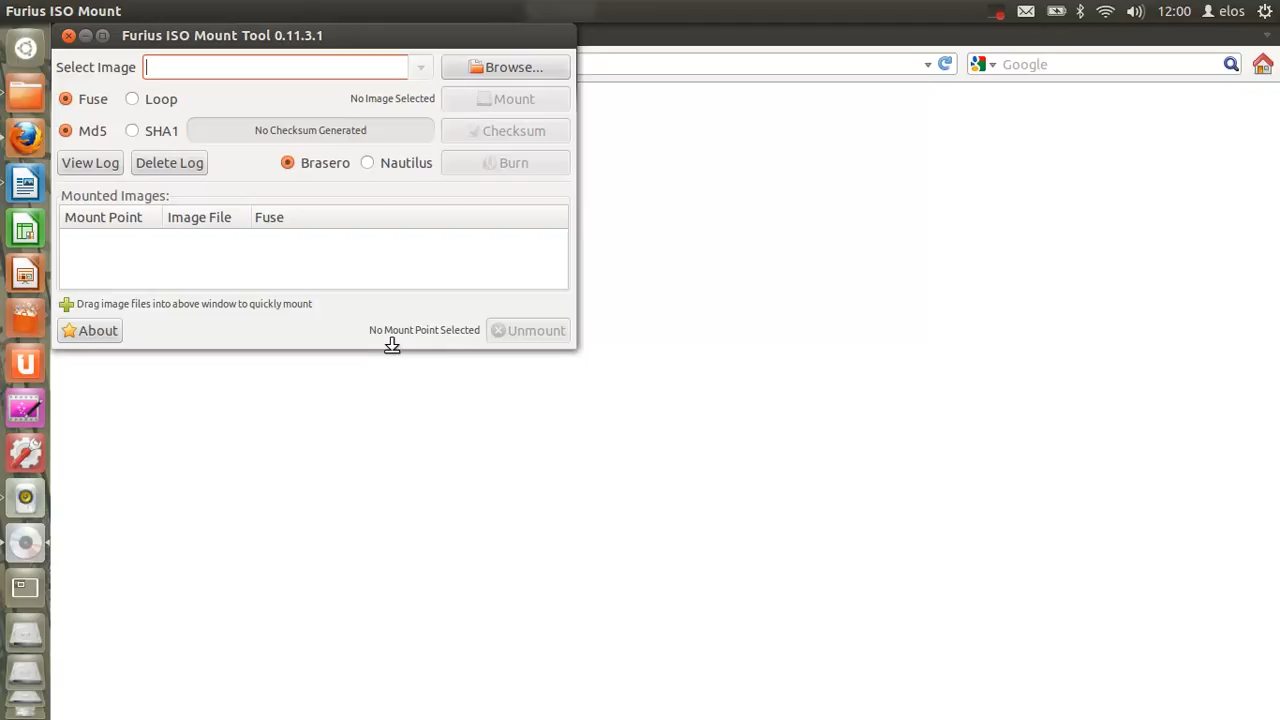 Furius ISO Mount
12:00 elos
Furius ISO Mount Tool 0.11.3.1
Select Image
Browse...
Google
Fuse Loop No Image Selected Mount
Md5 SHA1 No Checksum Generated Checksum
View Log Delete Log Brasero Nautilus Burn
Mounted Images:
Mount Point Image File Fuse
Drag image files into above window to quickly mount
About No Mount Point Selected Unmount